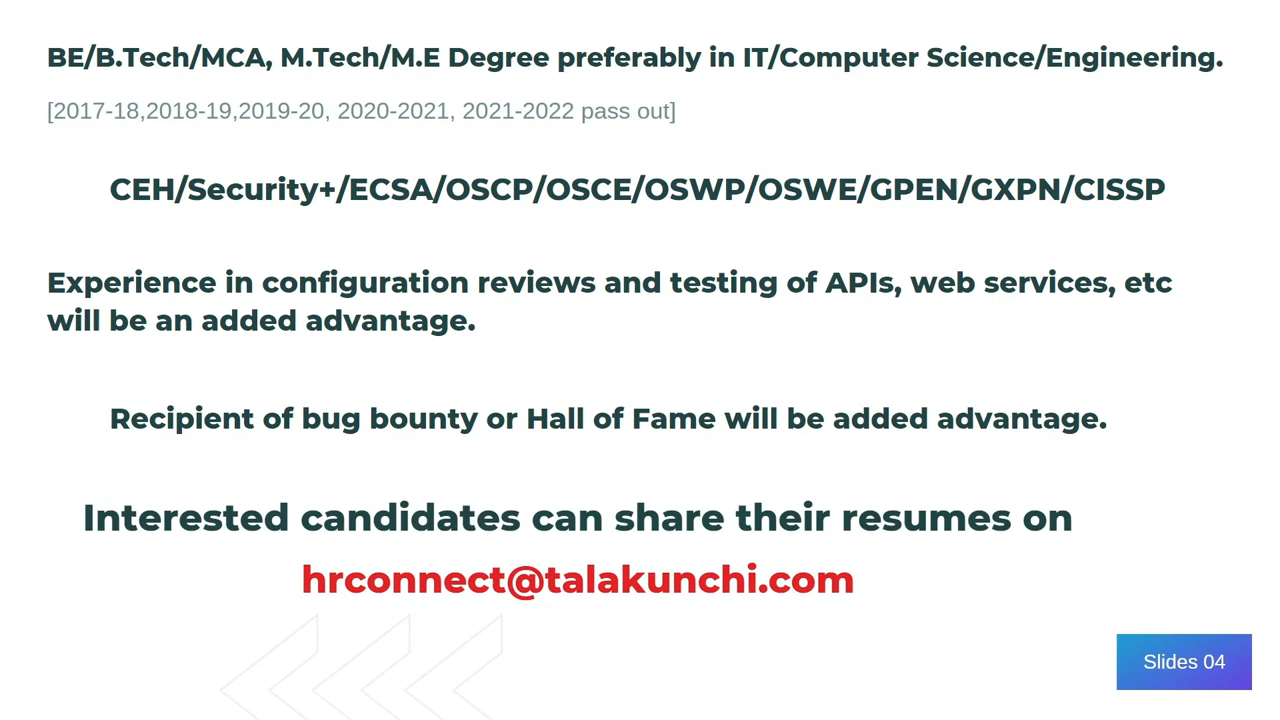 BE/B.Tech/MCA, M.Tech/M.E Degree preferably in IT/Computer Science/Engineering.
[2017-18,2018-19,2019-20, 2020-2021, 2021-2022 pass out]
CEH/Security+/ECSA/OSCP/OSCE/OSWP/OSWE/GPEN/GXPN/CISSP
Experience in configuration reviews and testing of APIs, web services, etc
will be an added advantage.
Recipient of bug bounty or Hall of Fame will be added advantage.
Interested candidates can share their resumes on
hrconnect@talakunchi.com
Slides 04